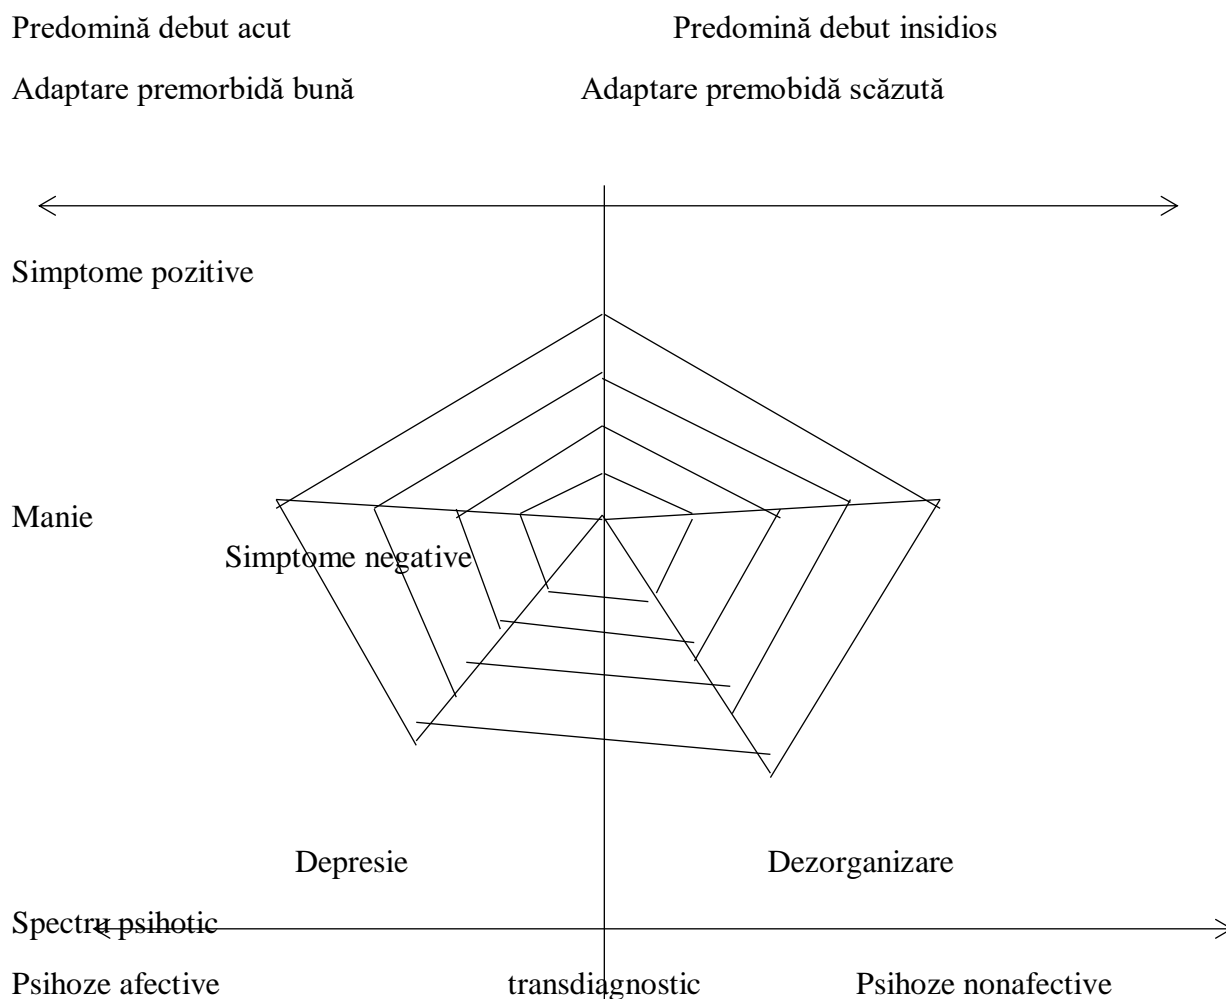 Predomină debut acut Predomină debut insidios
Adaptare premorbidă bună Adaptare premobidă scăzută
Simptome pozitive
Manie
Simptome negative
Depresie Dezorganizare
Spectru psihotic
Psihoze afective transdiagnostic Psihoze nonafective